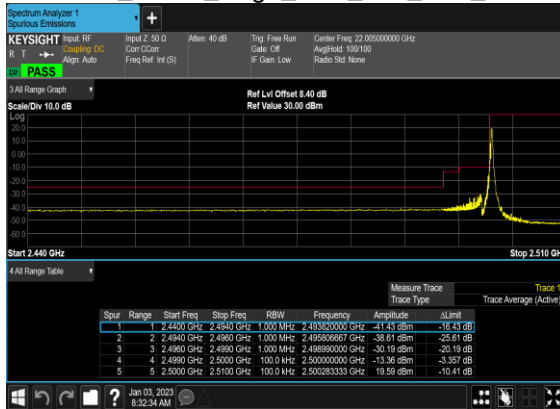 Spectrum Analyzer 1
Spurious Emissions
KEYSIGHT Input: RF Input Z: 50 Ω Atten: 40 dB Trig: Free Run Center Freq: 22.005000000 GHz
R T Coupling: DC Corr CCorr Gate: Off Avg|Hold: 100/100
Align: Auto Freq Ref: Int (S) IF Gain: Low Radio Std: None
LNI PASS
3 All Range Graph
Ref Lvl Offset 8.40 dB
Scale/Div 10.0 dB Ref Value 30.00 dBm
Log
20.0
10.0
0.00
-10.0
-20.0
-30.0
-40.0
-50.0
-60.0
Start 2.440 GHz Stop 2.510 GH
4 All Range Table
Measure Trace Trace 1
Trace Type Trace Average (Active)
Spur Range Start Freq Stop Freq RBW Frequency Amplitude ΔLimit
1 1 2.4400 GHz 2.4940 GHz 1.000 MHz 2.493820000 GHz -41.43 dBm -16.43 dB
2 2 2.4940 GHz 2.4960 GHz 1.000 MHz 2.495806667 GHz -38.61 dBm -25.61 dB
3 3 2.4960 GHz 2.4990 GHz 1.000 MHz 2.498990000 GHz -30.19 dBm -20.19 dB
4 4 2.4990 GHz 2.5000 GHz 100.0 kHz 2.500000000 GHz -13.36 dBm -3.357 dB
5 5 2.5000 GHz 2.5100 GHz 100.0 kHz 2.500283333 GHz 19.59 dBm -10.41 dB
Jan 03, 2023
8:32:34 AM